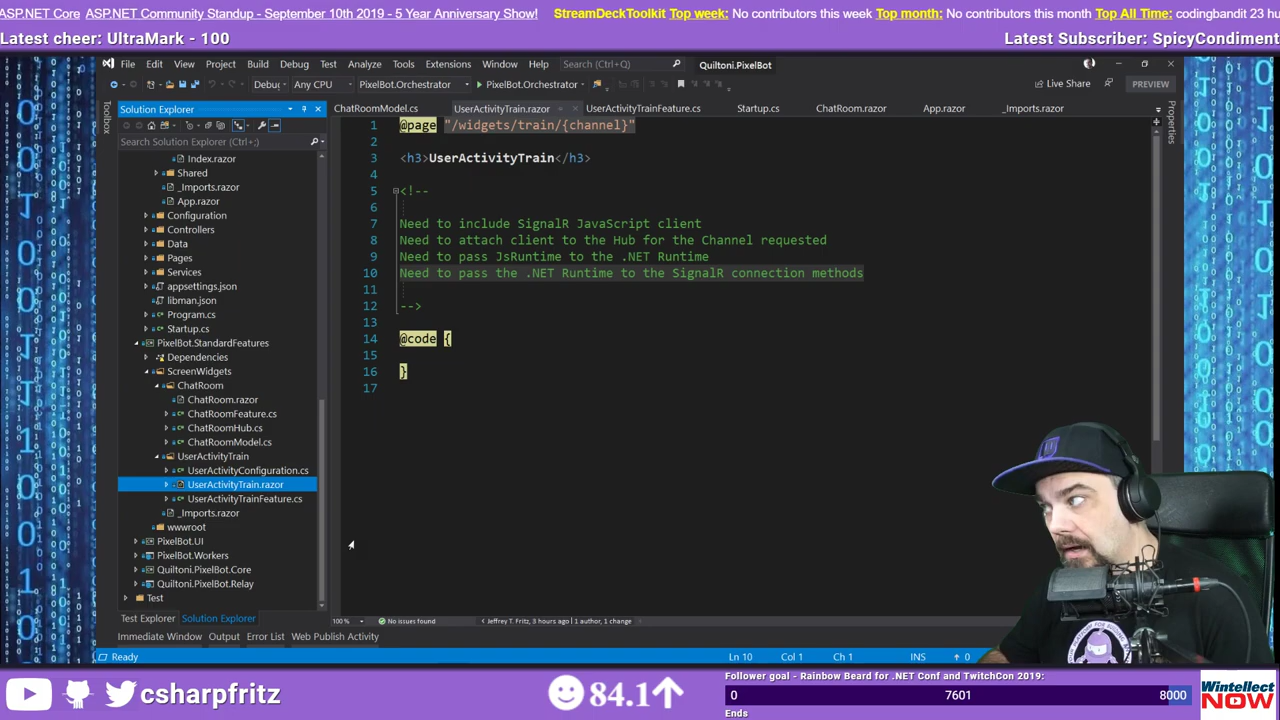 ASP.NET Core ASP.NET Community Standup - September 10th 2019 - 5 Year Anniversary Show!
StreamDeckToolkit Top week: No contributors this week Top month: No contributors this month Top All Time: codingbandit 23 hu
Latest cheer: UltraMark - 100
Latest Subscriber: SpicyCondiment
File Edit View Project Build Debug Test Analyze Tools Extensions Window Help Search (Ctrl+Q) Quiltoni.PixelBot
Debug Any CPU PixelBot.Orchestrator PixelBot.Orchestrator Live Share PREVIEW
Toolbox
Solution Explorer
ChatRoomModel.cs UserActivityTrain.razor UserActivityTrainFeature.cs Startup.cs ChatRoom.razor App.razor _Imports.razor
Properties
Search Solution Explorer (Ctrl+;)
Index.razor
Shared
_Imports.razor
App.razor
Configuration
Controllers
Data
Pages
Services
appsettings.json
libman.json
Program.cs
Startup.cs
PixelBot.StandardFeatures
Dependencies
ScreenWidgets
ChatRoom
ChatRoom.razor
ChatRoomFeature.cs
ChatRoomHub.cs
ChatRoomModel.cs
UserActivityTrain
UserActivityConfiguration.cs
UserActivityTrain.razor
UserActivityTrainFeature.cs
_Imports.razor
wwwroot
PixelBot.UI
PixelBot.Workers
Quiltoni.PixelBot.Core
Quiltoni.PixelBot.Relay
Test
1 @page "/widgets/train/{channel}"
2
3 <h3>UserActivityTrain</h3>
4
5 <!--
6
7 Need to include SignalR JavaScript client
8 Need to attach client to the Hub for the Channel requested
9 Need to pass JsRuntime to the .NET Runtime
10 Need to pass the .NET Runtime to the SignalR connection methods
11
12 -->
13
14 @code {
15
16 }
17
Test Explorer Solution Explorer
100% No issues found Jeffrey T. Fritz, 3 hours ago | 1 author, 1 change
Immediate Window Output Error List Web Publish Activity
Ready Ln 10 Col 1 Ch 1 INS 0
csharpfritz
84.1
Follower goal - Rainbow Beard for .NET Conf and TwitchCon 2019:
0 7601 8000
Ends
Wintellect
NOW